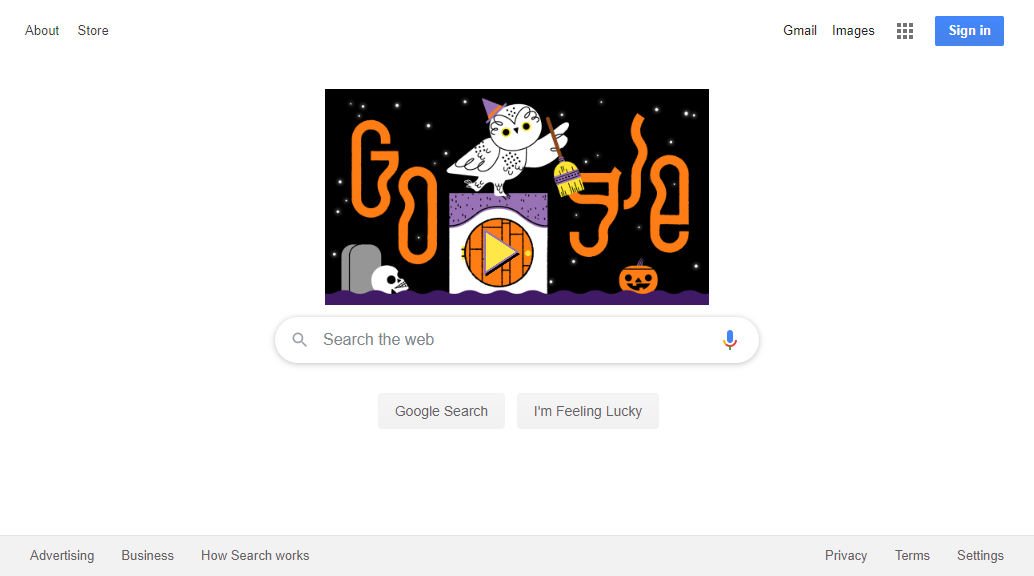 About Store
Gmail Images Sign in
Google
Search the web
Google Search I'm Feeling Lucky
Advertising Business How Search works
Privacy Terms Settings